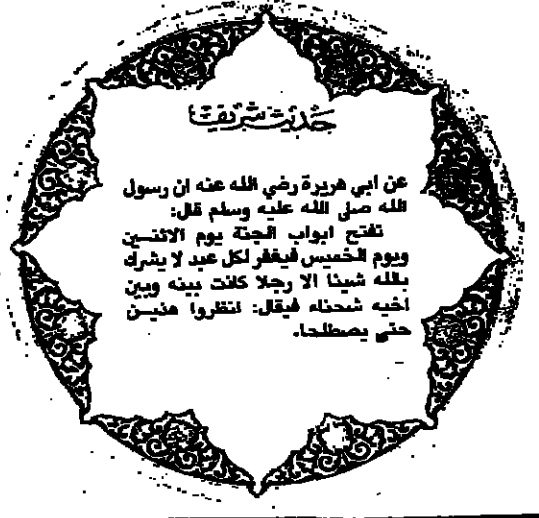 حديث شريف
عن ابي هريرة رضي الله عنه ان رسول
الله صلى الله عليه وسلم قال:
تفتح ابواب الجنة يوم الاثنين
ويوم الخميس فيغفر لكل عبد لا يشرك
بالله شيئا الا رجلا كانت بينه وبين
اخيه شحناء فيقال: انظروا هذين
حتى يصطلحا.